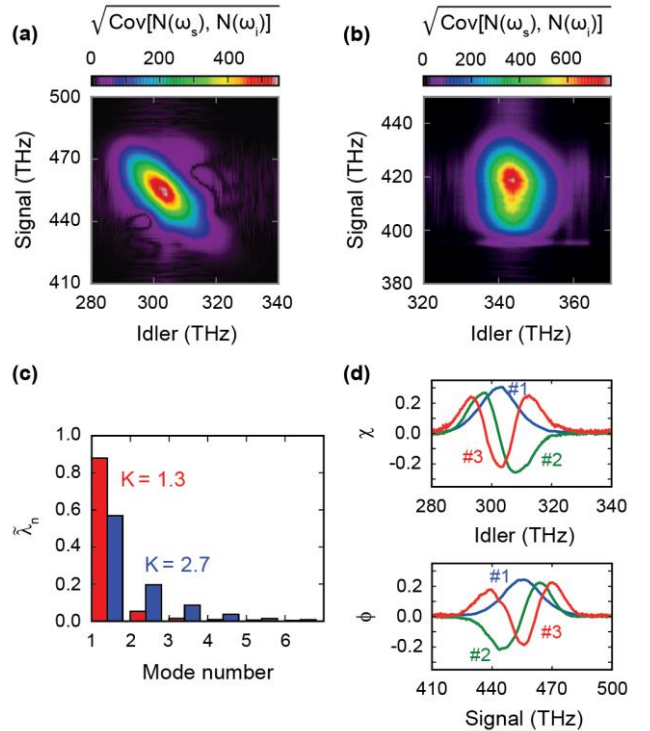 √Cov[N(ωs), N(ωi)]
(a)
0 200 400
500
470
440
410
Signal (THz)
280 300 320 340
Idler (THz)
√Cov[N(ωs), N(ωi)]
(b)
0 200 400 600
440
420
400
380
Signal (THz)
320 340 360
Idler (THz)
(c)
1.0
0.8
0.6
0.4
0.2
0.0
λ̃n
K = 1.3
K = 2.7
1 2 3 4 5 6
Mode number
(d)
0.2
0.0
-0.2
χ
#1
#2
#3
280 300 320 340
Idler (THz)
0.2
0.0
-0.2
ϕ
#1
#2
#3
410 440 470 500
Signal (THz)